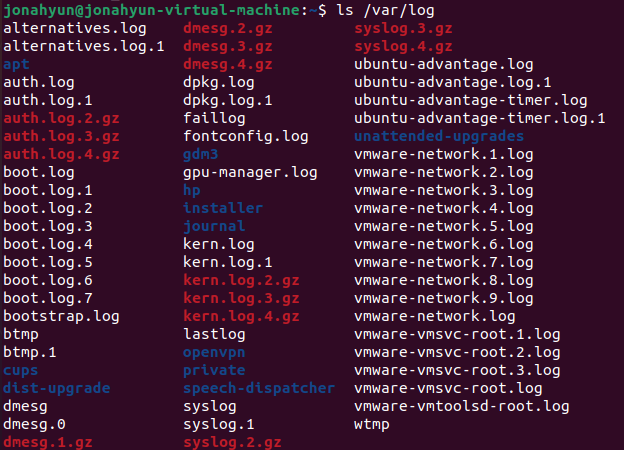 jonahyun@jonahyun-virtual-machine:~$ ls /var/log
alternatives.log dmesg.2.gz syslog.3.gz
alternatives.log.1 dmesg.3.gz syslog.4.gz
apt dmesg.4.gz ubuntu-advantage.log
auth.log dpkg.log ubuntu-advantage.log.1
auth.log.1 dpkg.log.1 ubuntu-advantage-timer.log
auth.log.2.gz faillog ubuntu-advantage-timer.log.1
auth.log.3.gz fontconfig.log unattended-upgrades
auth.log.4.gz gdm3 vmware-network.1.log
boot.log gpu-manager.log vmware-network.2.log
boot.log.1 hp vmware-network.3.log
boot.log.2 installer vmware-network.4.log
boot.log.3 journal vmware-network.5.log
boot.log.4 kern.log vmware-network.6.log
boot.log.5 kern.log.1 vmware-network.7.log
boot.log.6 kern.log.2.gz vmware-network.8.log
boot.log.7 kern.log.3.gz vmware-network.9.log
bootstrap.log kern.log.4.gz vmware-network.log
btmp lastlog vmware-vmsvc-root.1.log
btmp.1 openvpn vmware-vmsvc-root.2.log
cups private vmware-vmsvc-root.3.log
dist-upgrade speech-dispatcher vmware-vmsvc-root.log
dmesg syslog vmware-vmtoolsd-root.log
dmesg.0 syslog.1 wtmp
dmesg.1.gz syslog.2.gz